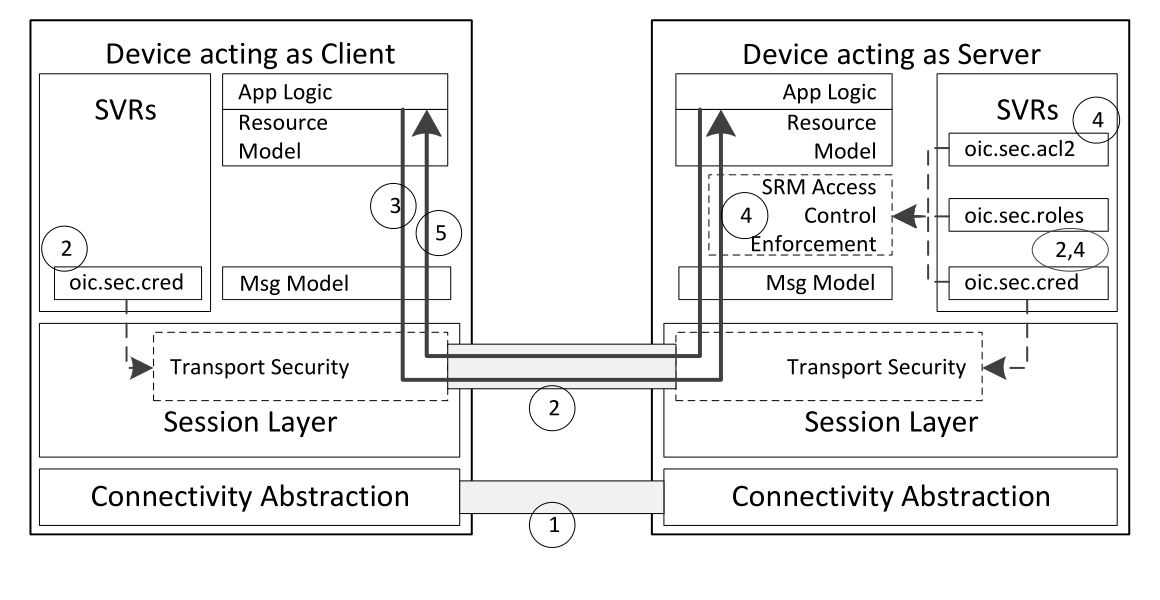 Device acting as Client
SVRs
App Logic
Resource
Model
3
5
2
oic.sec.cred
Msg Model
Transport Security
Session Layer
Connectivity Abstraction
2
1
Device acting as Server
App Logic
Resource
Model
SRM Access
Control
Enforcement
4
Msg Model
SVRs
4
oic.sec.acl2
oic.sec.roles
2,4
oic.sec.cred
Transport Security
Session Layer
Connectivity Abstraction